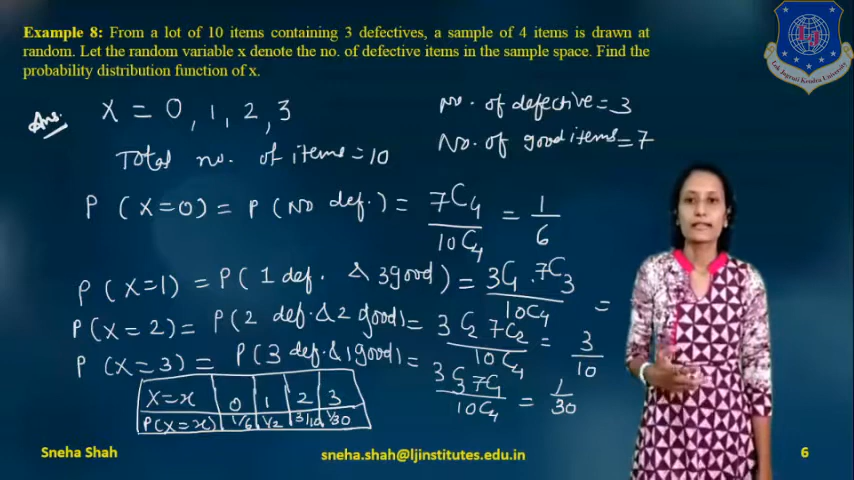 Example 8: From a lot of 10 items containing 3 defectives, a sample of 4 items is drawn at
random. Let the random variable x denote the no. of defective items in the sample space. Find the
probability distribution function of x.
Ans.
X = 0, 1, 2, 3
No. of defective = 3
Total no. of items = 10
No. of good items = 7
P (X=0) = P (No def.) = 7C4 / 10C4 = 1/6
P (X=1) = P( 1 def. & 3 good) = 3C1 . 7C3 / 10C4 =
P(X = 2) = P(2 def. & 2 good) = 3C2 7C2 / 10C4 = 3/10
P (X=3) = P(3 def. & 1 good) = 3C3 7C1 / 10C4 = 1/30
X=x 0 1 2 3
P(X=x) 1/6 1/2 3/10 1/30
Lok Jagruti Kendra University
Sneha Shah
sneha.shah@ljinstitutes.edu.in
6